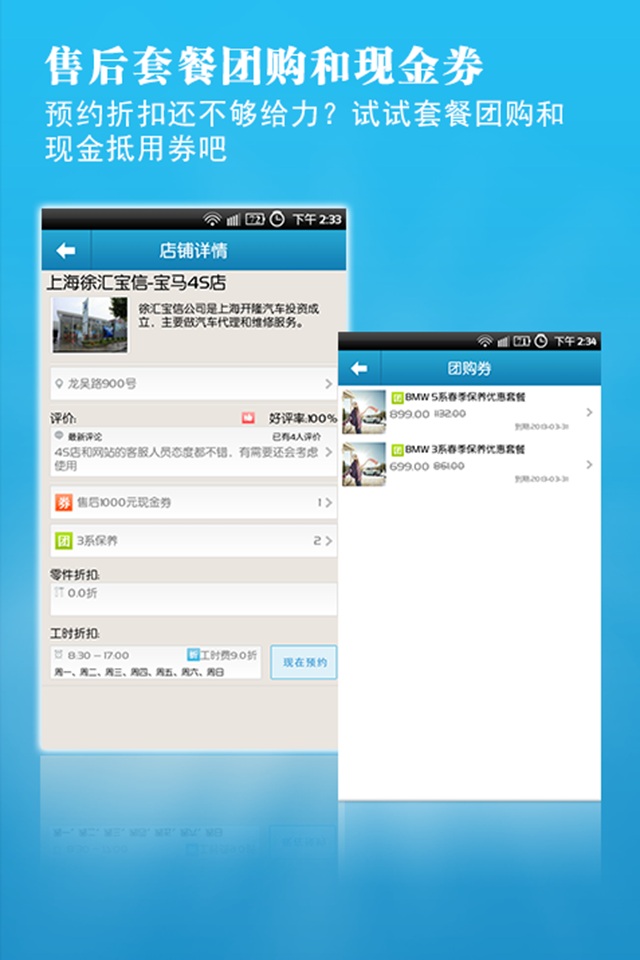 售后套餐团购和现金券
预约折扣还不够给力？试试套餐团购和
现金抵用券吧
下午 2:33
店铺详情
上海徐汇宝信-宝马4S店
徐汇宝信公司是上海开隆汽车投资成
立，主要做汽车代理和维修服务。
龙吴路900号
评价:
好评率:100%
最新评论
已有4人评价
4S店和网站的客服人员态度都不错，有需要还会考虑
使用
券 售后1000元现金券 1
团 3系保养 2
零件折扣:
0.0折
工时折扣:
8:30 – 17:00
折 工时费9.0折
周一、周二、周三、周四、周五、周六、周日
现在预约
下午 2:34
团购券
团 BMW 5系春季保养优惠套餐
899.00 1132.00
到期:2013-03-31
团 BMW 3系春季保养优惠套餐
699.00 861.00
到期:2013-03-31